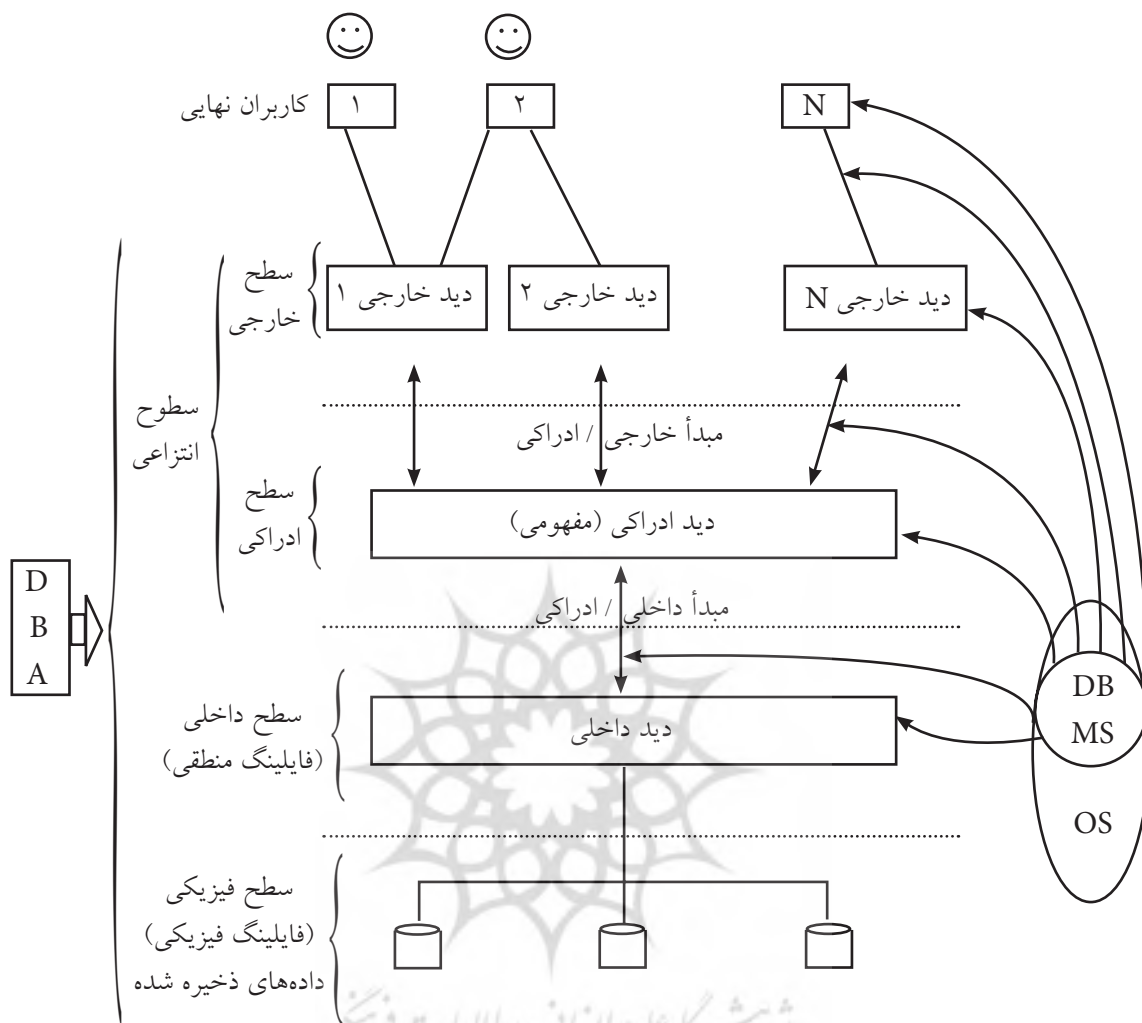 کاربران نهایی
۱
۲
N
سطح
خارجی
دید خارجی ۱
دید خارجی ۲
دید خارجی N
سطوح
انتزاعی
مبدأ خارجی / ادراکی
سطح
ادراکی
دید ادراکی (مفهومی)
D
B
A
مبدأ داخلی / ادراکی
DB
MS
OS
سطح داخلی
(فایلینگ منطقی)
دید داخلی
سطح فیزیکی
(فایلینگ فیزیکی)
داده‌های ذخیره شده